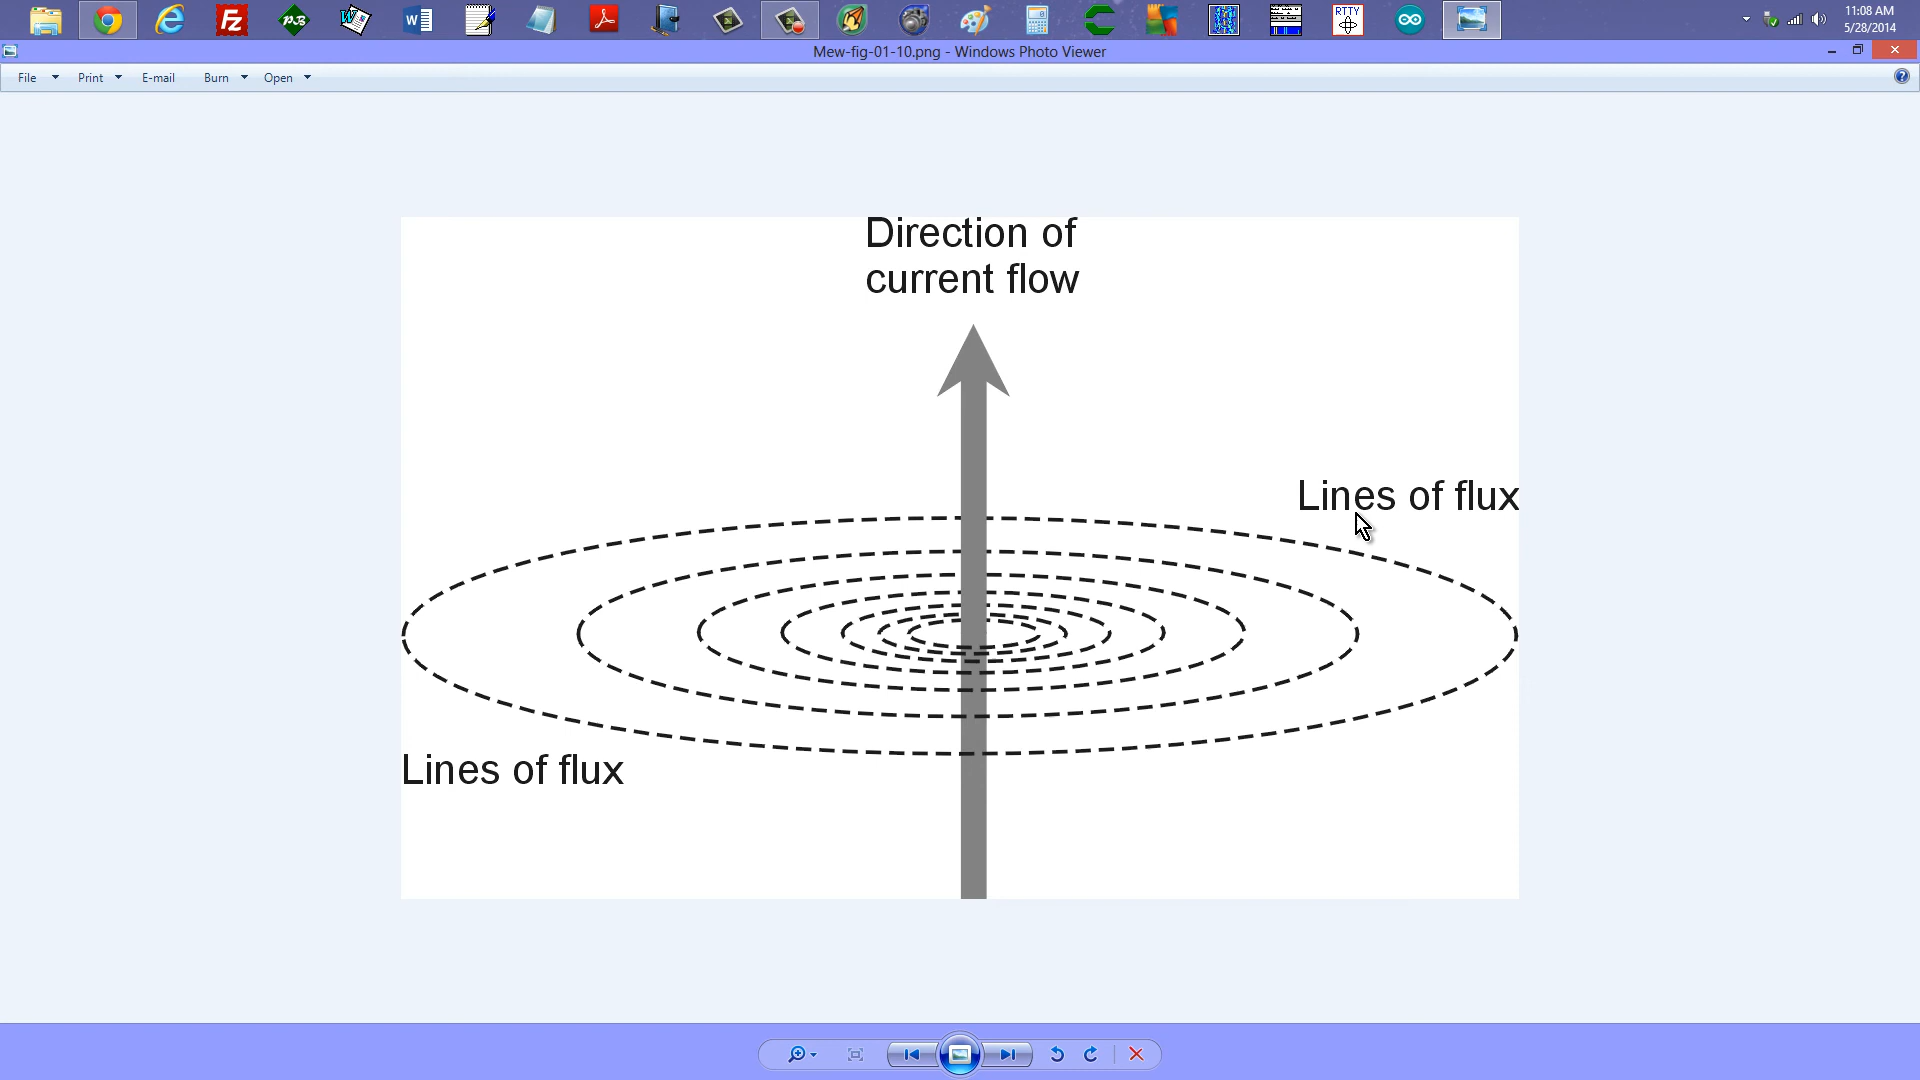 RTTY
11:08 AM
5/28/2014
Mew-fig-01-10.png - Windows Photo Viewer
File Print E-mail Burn Open
Direction of
current flow
Lines of flux
Lines of flux